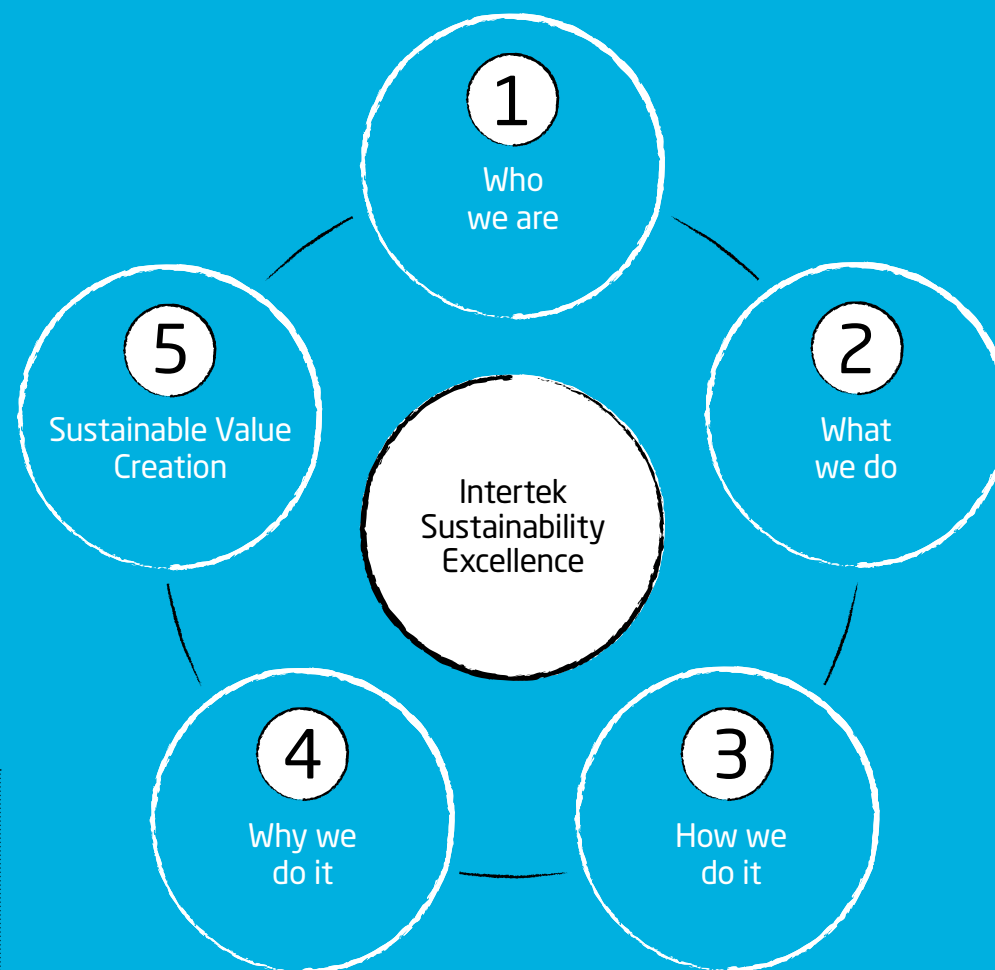 1
Who
we are
2
What
we do
3
How we
do it
4
Why we
do it
5
Sustainable Value
Creation
Intertek
Sustainability
Excellence